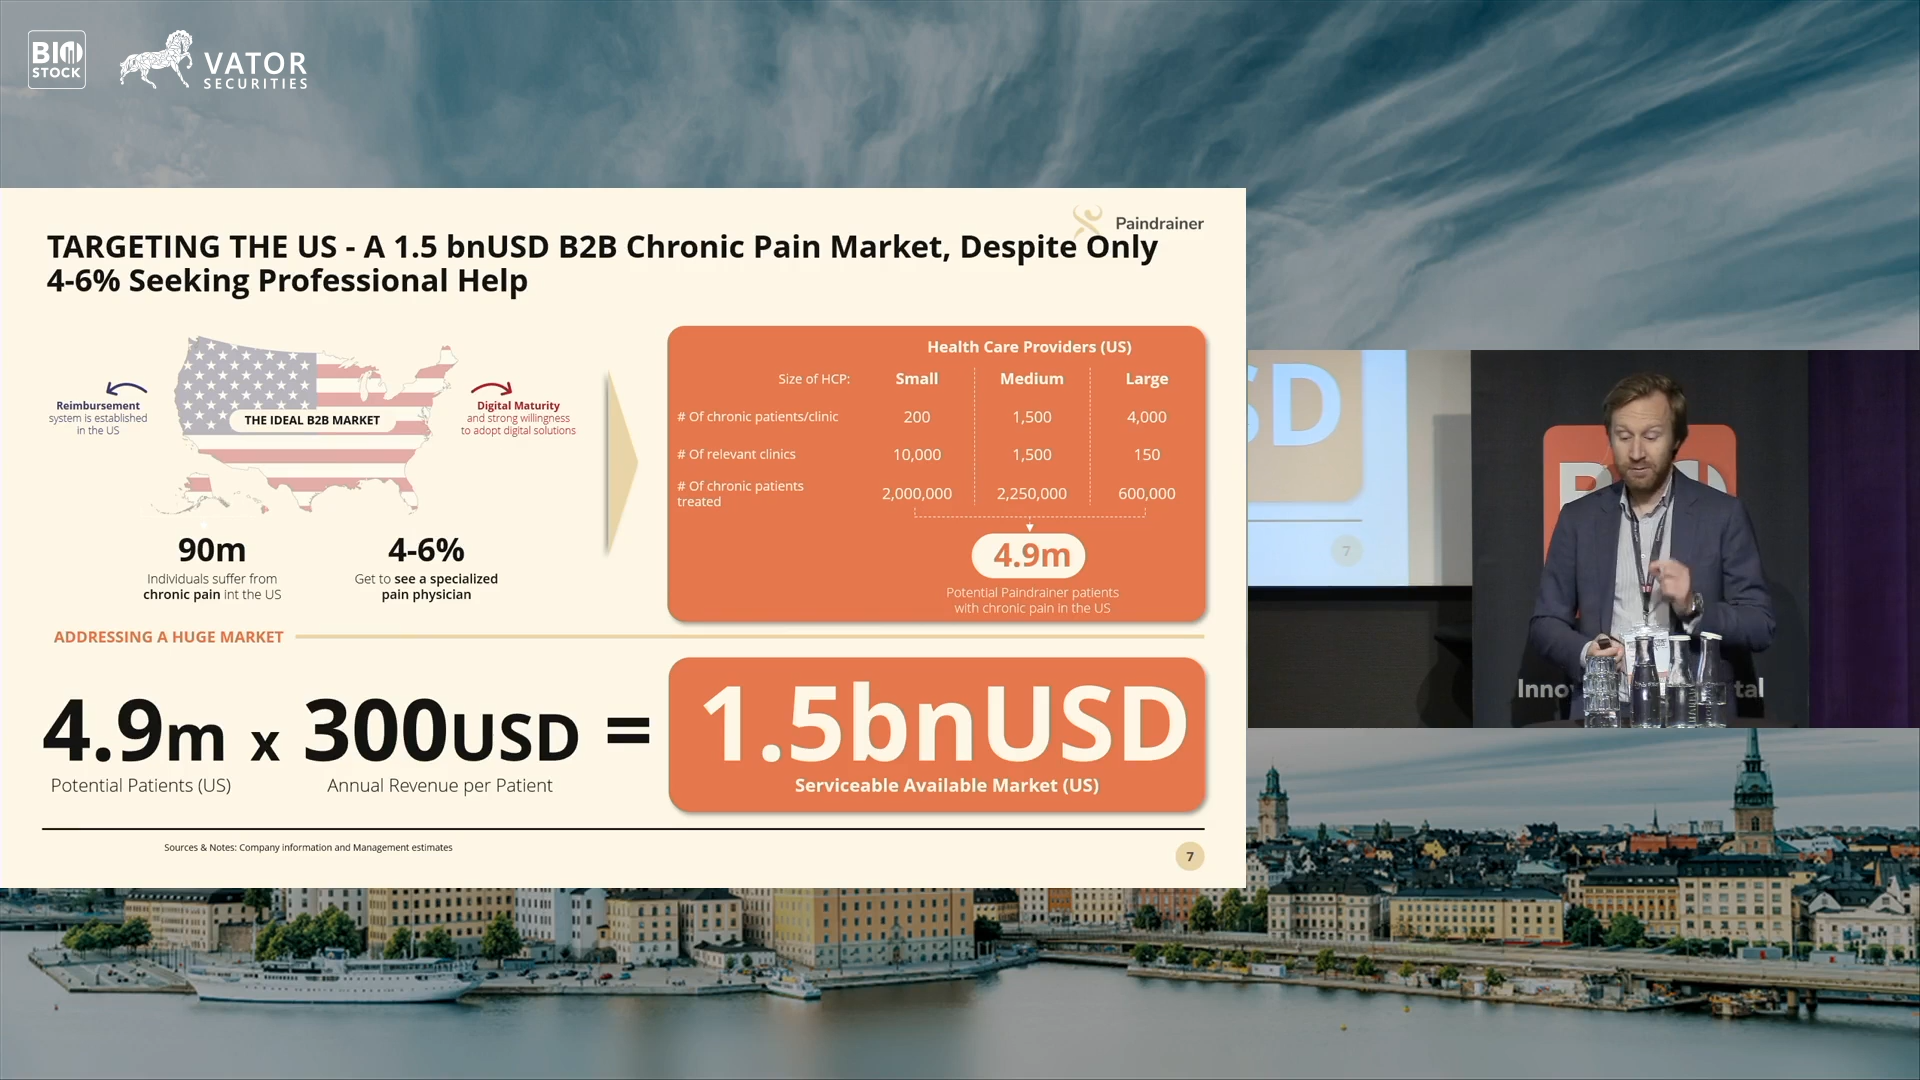 BIO
STOCK
VATOR
SECURITIES
Paindrainer
TARGETING THE US - A 1.5 bnUSD B2B Chronic Pain Market, Despite Only
4-6% Seeking Professional Help
Reimbursement
system is established
in the US
THE IDEAL B2B MARKET
Digital Maturity
and strong willingness
to adopt digital solutions
90m
Individuals suffer from
chronic pain int the US
4-6%
Get to see a specialized
pain physician
Health Care Providers (US)
Size of HCP: Small Medium Large
# Of chronic patients/clinic 200 1,500 4,000
# Of relevant clinics 10,000 1,500 150
# Of chronic patients
treated 2,000,000 2,250,000 600,000
4.9m
Potential Paindrainer patients
with chronic pain in the US
ADDRESSING A HUGE MARKET
4.9m x 300USD = 1.5bnUSD
Potential Patients (US) Annual Revenue per Patient Serviceable Available Market (US)
Sources & Notes: Company information and Management estimates
7
SD
7